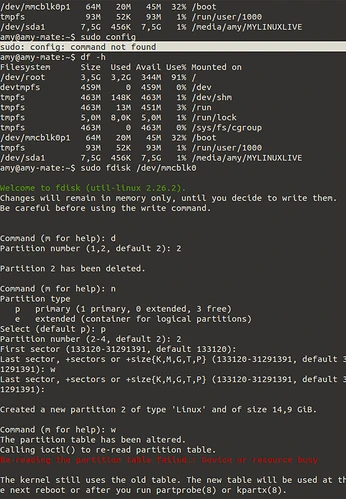 /dev/mmcblk0p1   64M   20M   45M  32% /boot
tmpfs            93M   52K   93M   1% /run/user/1000
/dev/sda1       7,5G  456K  7,5G   1% /media/amy/MYLINUXLIVE
amy@amy-mate:~$ sudo config
sudo: config: command not found
amy@amy-mate:~$ df -h
Filesystem      Size  Used Avail Use% Mounted on
/dev/root       3,5G  3,2G  344M  91% /
devtmpfs        459M     0  459M   0% /dev
tmpfs           463M  148K  463M   1% /dev/shm
tmpfs           463M   13M  451M   3% /run
tmpfs           5,0M  8,0K  5,0M   1% /run/lock
tmpfs           463M     0  463M   0% /sys/fs/cgroup
/dev/mmcblk0p1   64M   20M   45M  32% /boot
tmpfs            93M   52K   93M   1% /run/user/1000
/dev/sda1       7,5G  456K  7,5G   1% /media/amy/MYLINUXLIVE
amy@amy-mate:~$ sudo fdisk /dev/mmcblk0
Welcome to fdisk (util-linux 2.26.2).
Changes will remain in memory only, until you decide to write them.
Be careful before using the write command.
Command (m for help): d
Partition number (1,2, default 2): 2
Partition 2 has been deleted.
Command (m for help): n
Partition type
p   primary (1 primary, 0 extended, 3 free)
e   extended (container for logical partitions)
Select (default p): p
Partition number (2-4, default 2): 2
First sector (133120-31291391, default 133120):
Last sector, +sectors or +size{K,M,G,T,P} (133120-31291391, default 3
1291391): w
Last sector, +sectors or +size{K,M,G,T,P} (133120-31291391, default 3
1291391):
Created a new partition 2 of type 'Linux' and of size 14,9 GiB.
Command (m for help): w
The partition table has been altered.
Calling ioctl() to re-read partition table.
Re-reading the partition table failed.: Device or resource busy
The kernel still uses the old table. The new table will be used at th
e next reboot or after you run partprobe(8) or kpartx(8).